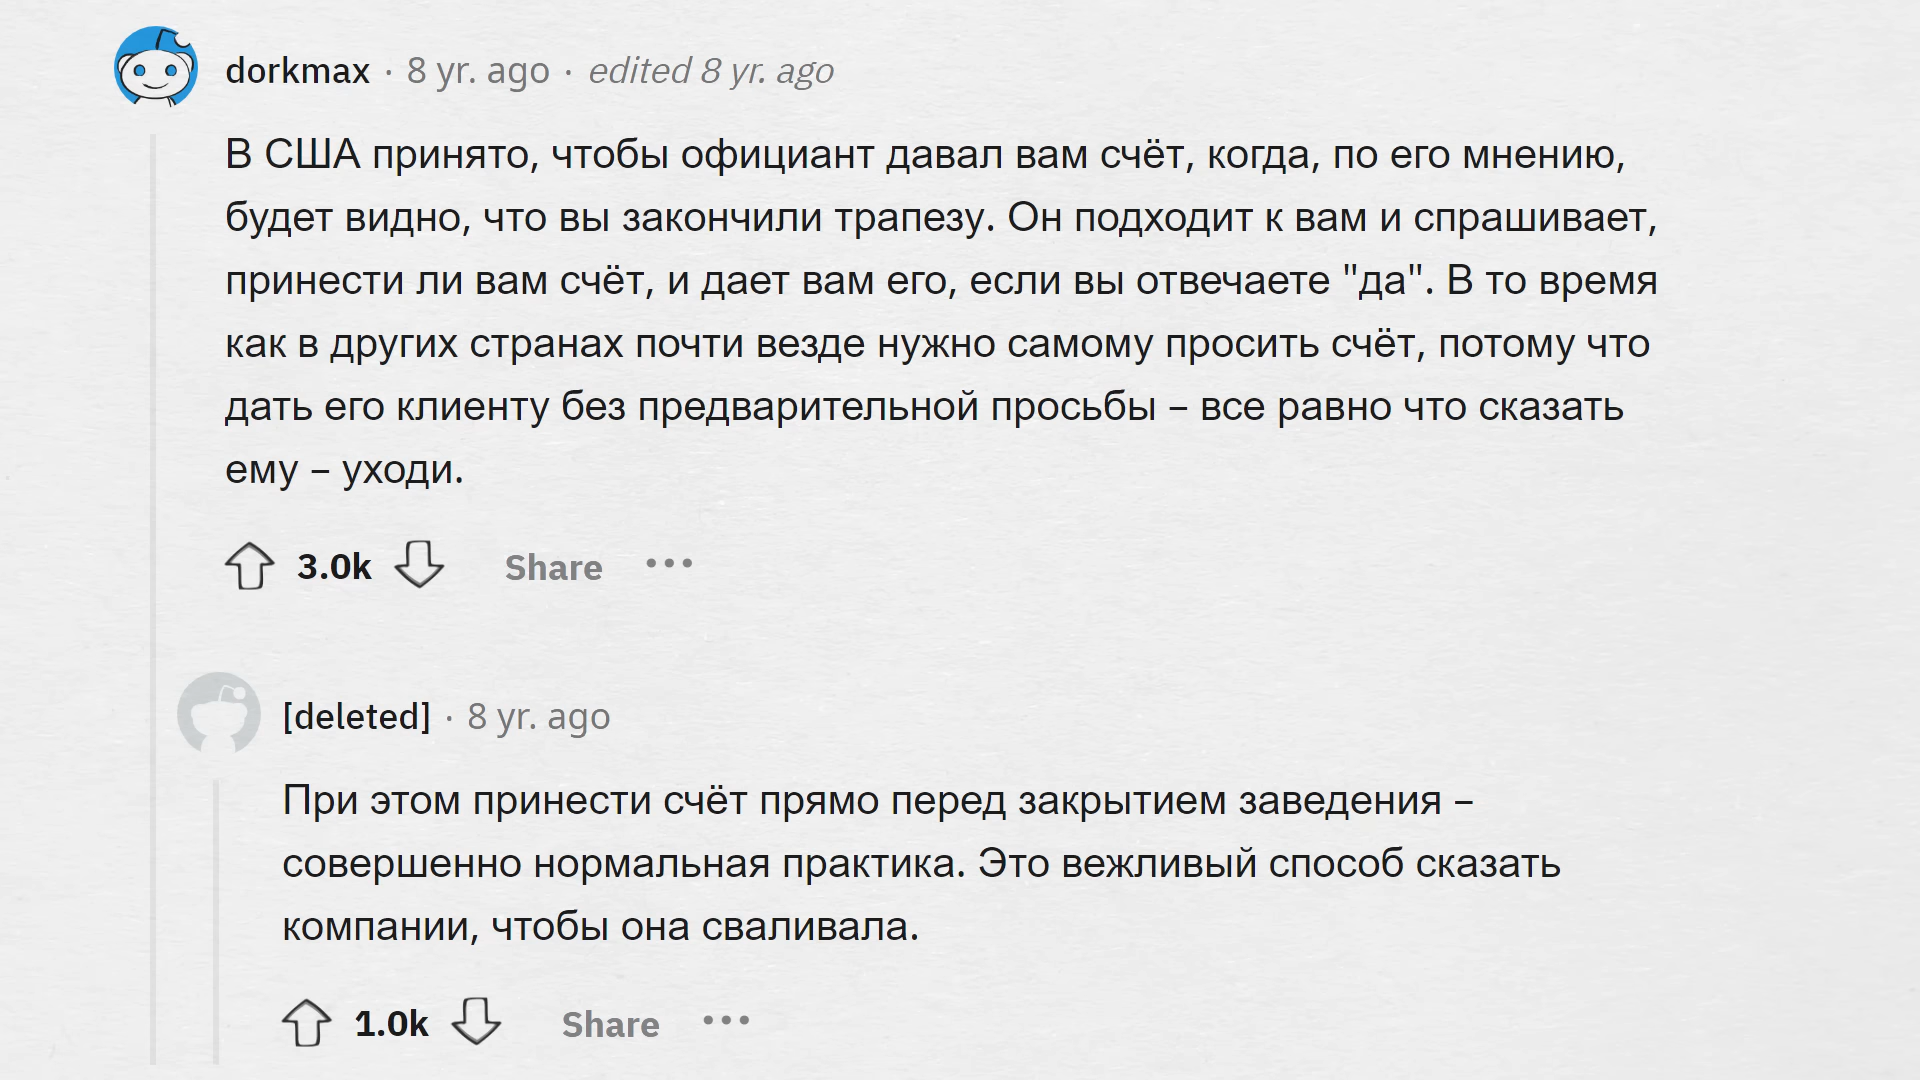 dorkmax · 8 yr. ago · edited 8 yr. ago
В США принято, чтобы официант давал вам счёт, когда, по его мнению,
будет видно, что вы закончили трапезу. Он подходит к вам и спрашивает,
принести ли вам счёт, и дает вам его, если вы отвечаете "да". В то время
как в других странах почти везде нужно самому просить счёт, потому что
дать его клиенту без предварительной просьбы – все равно что сказать
ему – уходи.
3.0k Share •••
[deleted] · 8 yr. ago
При этом принести счёт прямо перед закрытием заведения –
совершенно нормальная практика. Это вежливый способ сказать
компании, чтобы она сваливала.
1.0k Share •••